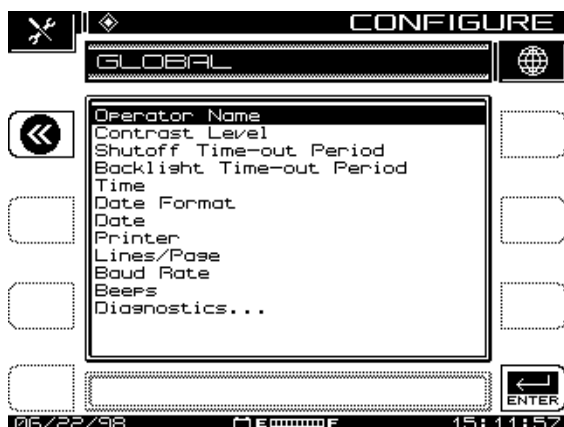 CONFIGURE
GLOBAL
Operator Name
Contrast Level
Shutoff Time-out Period
Backlight Time-out Period
Time
Date Format
Date
Printer
Lines/Page
Baud Rate
Beeps
Diagnostics...
ENTER
06/22/98 E F 15:11:57